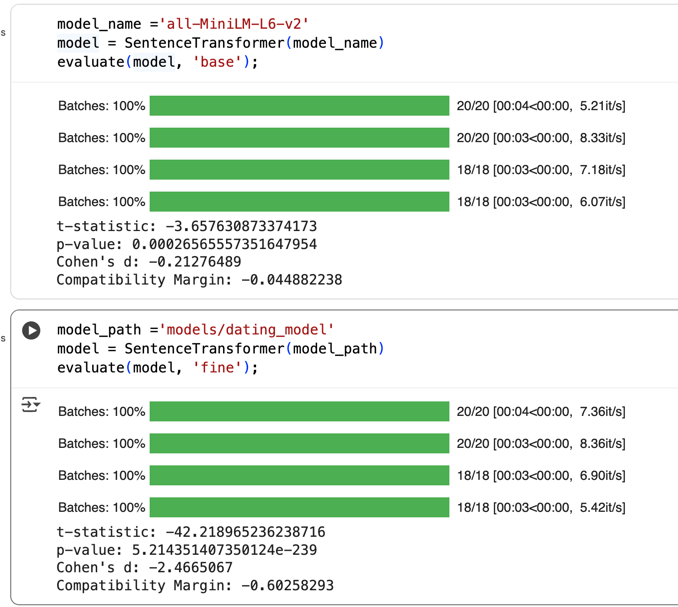 s
model_name ='all-MiniLM-L6-v2'
model = SentenceTransformer(model_name)
evaluate(model, 'base');
Batches: 100% 20/20 [00:04<00:00, 5.21it/s]
Batches: 100% 20/20 [00:03<00:00, 8.33it/s]
Batches: 100% 18/18 [00:03<00:00, 7.18it/s]
Batches: 100% 18/18 [00:03<00:00, 6.07it/s]
t-statistic: -3.657630873374173
p-value: 0.00026565557351647954
Cohen's d: -0.21276489
Compatibility Margin: -0.044882238
s
model_path ='models/dating_model'
model = SentenceTransformer(model_path)
evaluate(model, 'fine');
Batches: 100% 20/20 [00:04<00:00, 7.36it/s]
Batches: 100% 20/20 [00:03<00:00, 8.36it/s]
Batches: 100% 18/18 [00:03<00:00, 6.90it/s]
Batches: 100% 18/18 [00:03<00:00, 5.42it/s]
t-statistic: -42.218965236238716
p-value: 5.214351407350124e-239
Cohen's d: -2.4665067
Compatibility Margin: -0.60258293